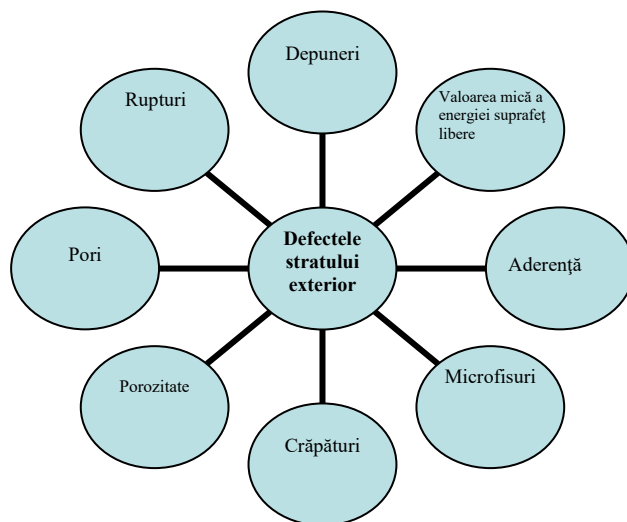 Depuneri
Rupturi
Valoarea mică a
energiei suprafeţ
libere
Pori
Defectele
stratului
exterior
Aderenţă
Porozitate
Microfisuri
Crăpături